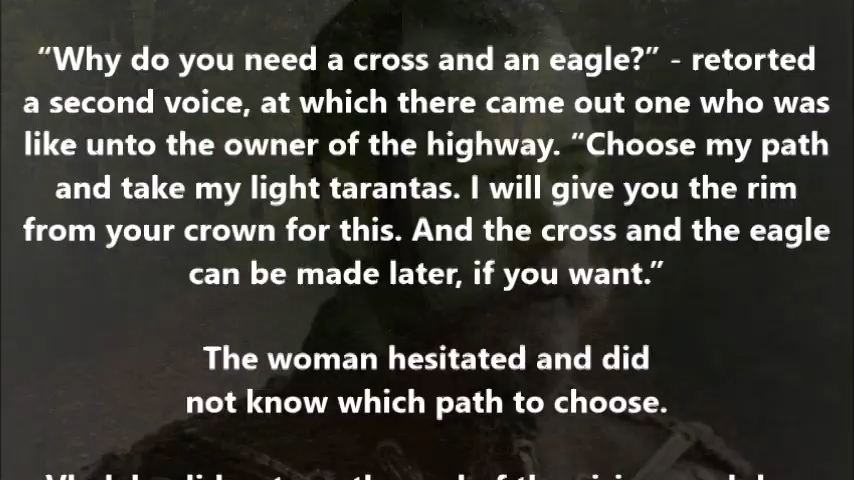 “Why do you need a cross and an eagle?” - retorted
a second voice, at which there came out one who was
like unto the owner of the highway. “Choose my path
and take my light tarantas. I will give you the rim
from your crown for this. And the cross and the eagle
can be made later, if you want.”
The woman hesitated and did
not know which path to choose.